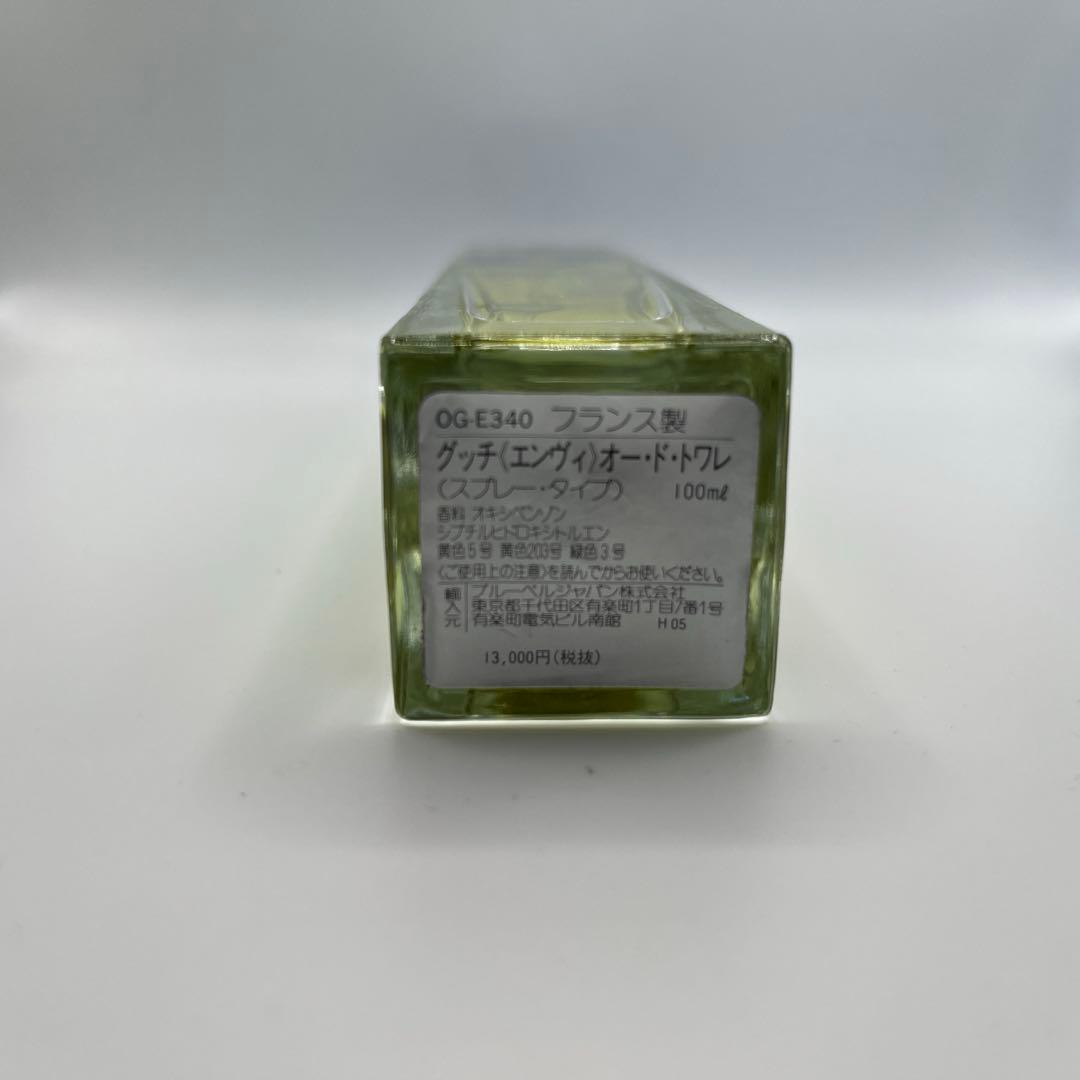 OG-E340 フランス製
グッチ〈エンヴィ〉オー・ド・トワレ
(スプレー・タイプ) 100mℓ
香料 オキシベンゾン
ジブチルヒドロキシトルエン
黄色5号 黄色203号 緑色3号
〈ご使用上の注意〉を読んでからお使いください。
輸入元 ブルーベルジャパン株式会社
東京都千代田区有楽町1丁目7番1号
有楽町電気ビル南館 H05
13,000円(税抜)